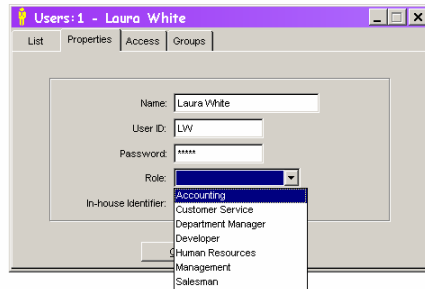 Users:1 - Laura White
List Properties Access Groups
Name: Laura White
User ID: LW
Password: *****
Role:
Accounting
In-house Identifier:
Customer Service
Department Manager
Developer
Human Resources
Management
Salesman